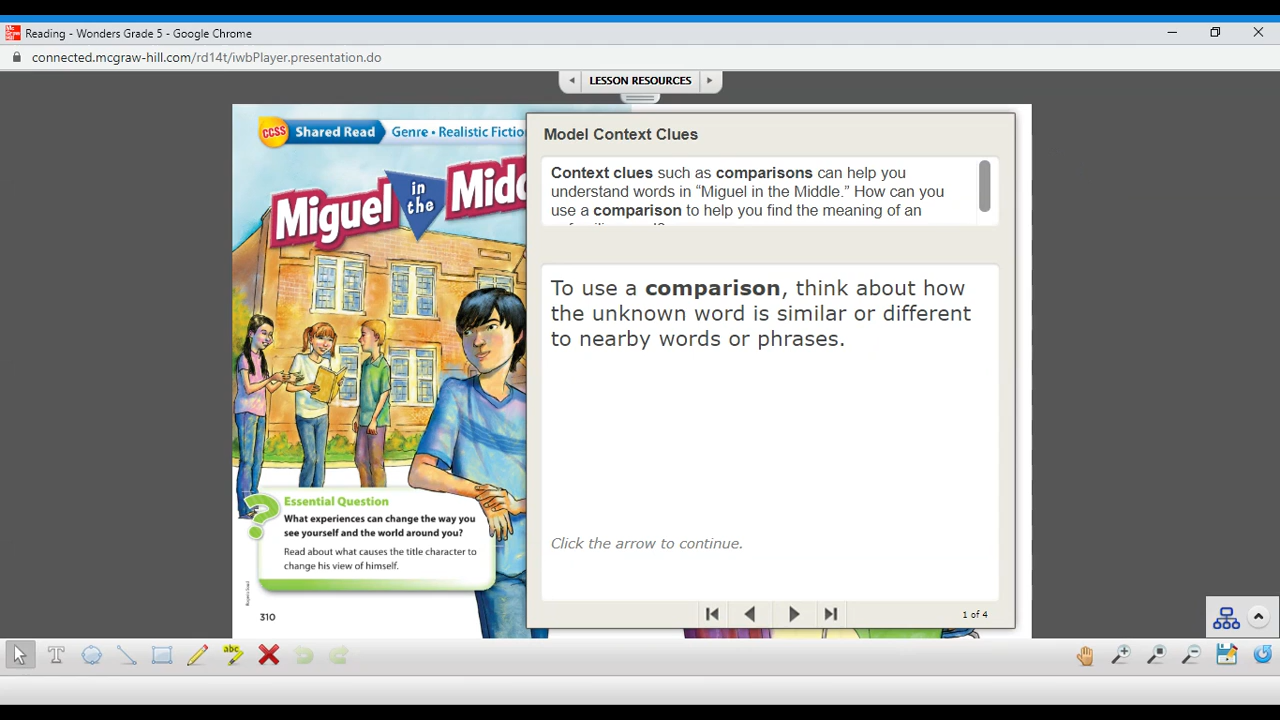 Reading - Wonders Grade 5 - Google Chrome
connected.mcgraw-hill.com/rd14t/iwbPlayer.presentation.do
LESSON RESOURCES
CCSS Shared Read Genre • Realistic Fictio
Miguel in the Midd
Model Context Clues
Context clues such as comparisons can help you
understand words in “Miguel in the Middle.” How can you
use a comparison to help you find the meaning of an
To use a comparison, think about how
the unknown word is similar or different
to nearby words or phrases.
Click the arrow to continue.
1 of 4
? Essential Question
What experiences can change the way you
see yourself and the world around you?
Read about what causes the title character to
change his view of himself.
310
T
abc